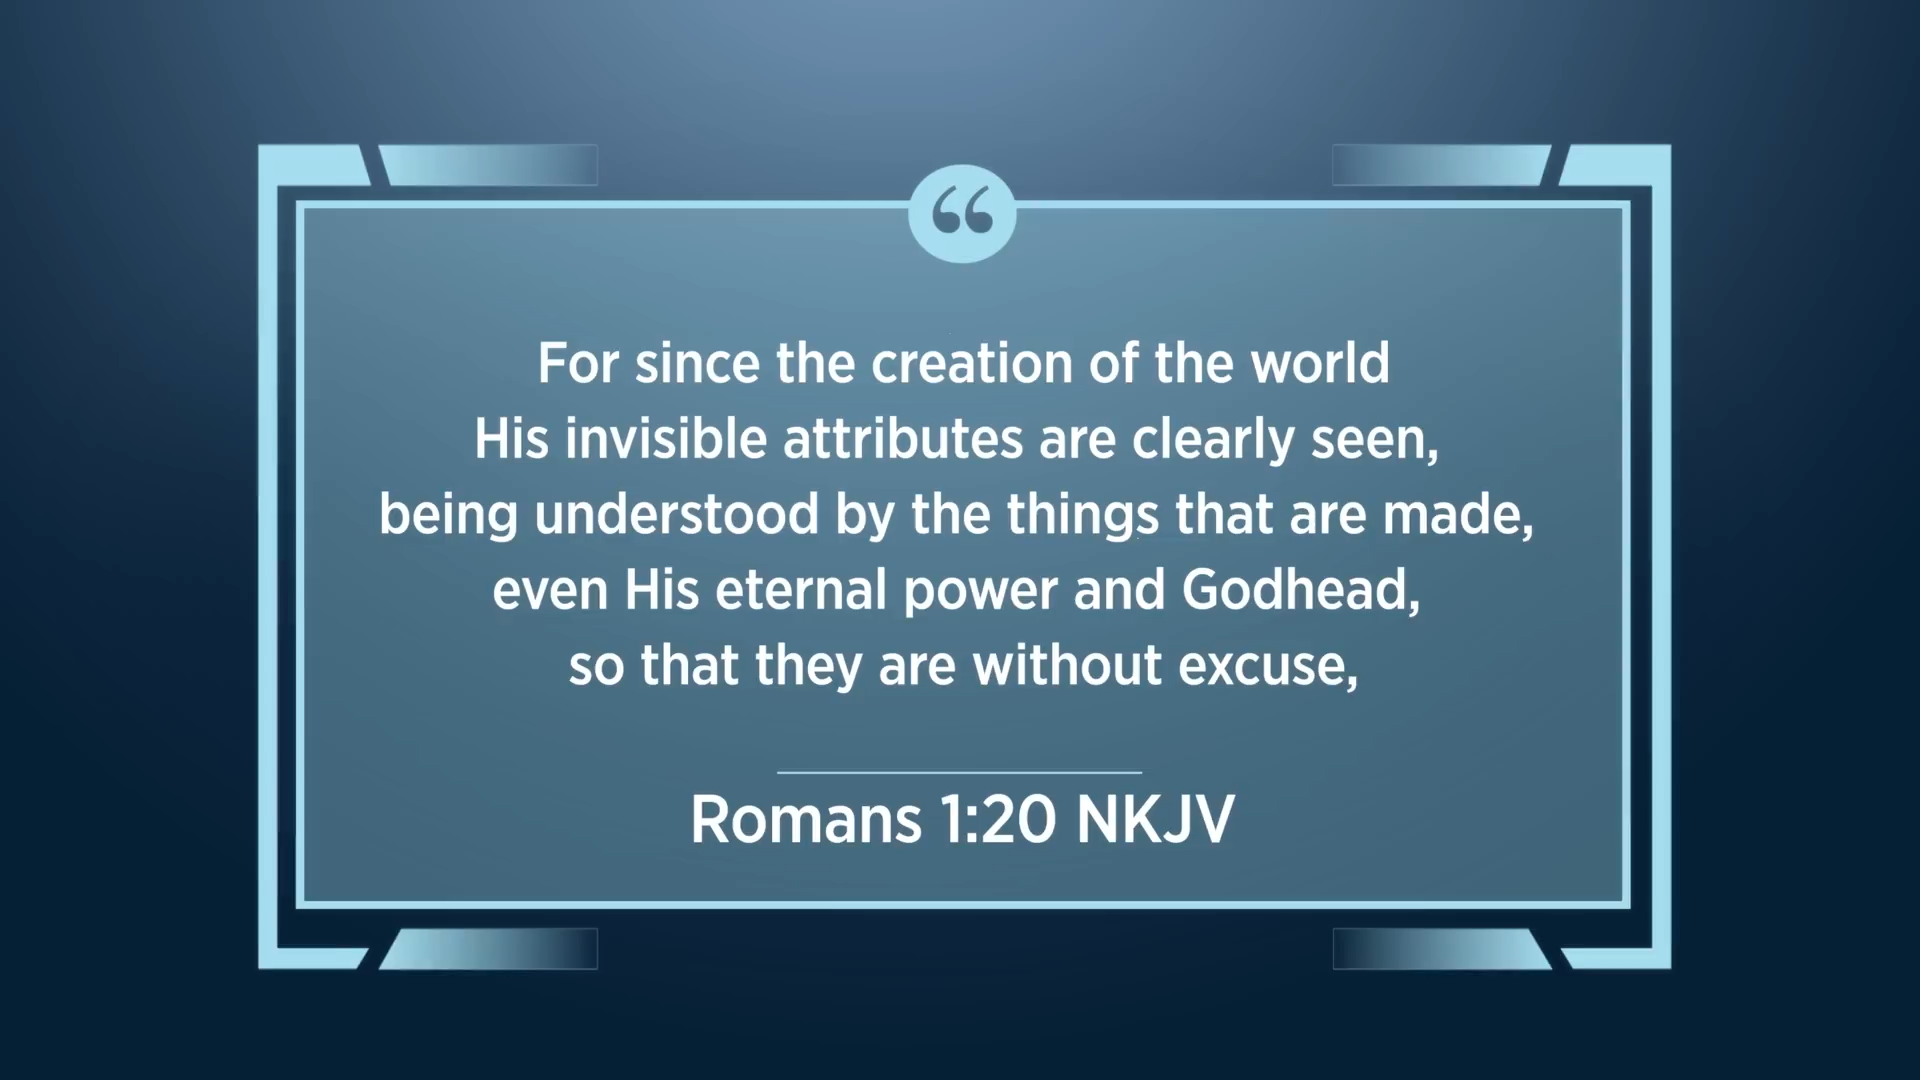 “
For since the creation of the world
His invisible attributes are clearly seen,
being understood by the things that are made,
even His eternal power and Godhead,
so that they are without excuse,
Romans 1:20 NKJV